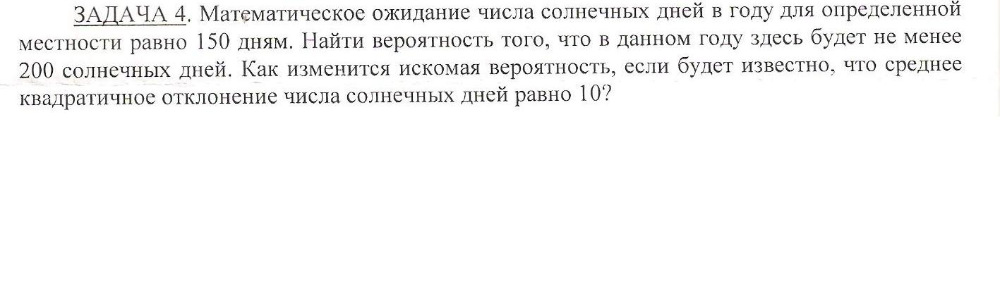 ЗАДАЧА 4. Математическое ожидание числа солнечных дней в году для определенной
местности равно 150 дням. Найти вероятность того, что в данном году здесь будет не менее
200 солнечных дней. Как изменится искомая вероятность, если будет известно, что среднее
квадратичное отклонение числа солнечных дней равно 10?